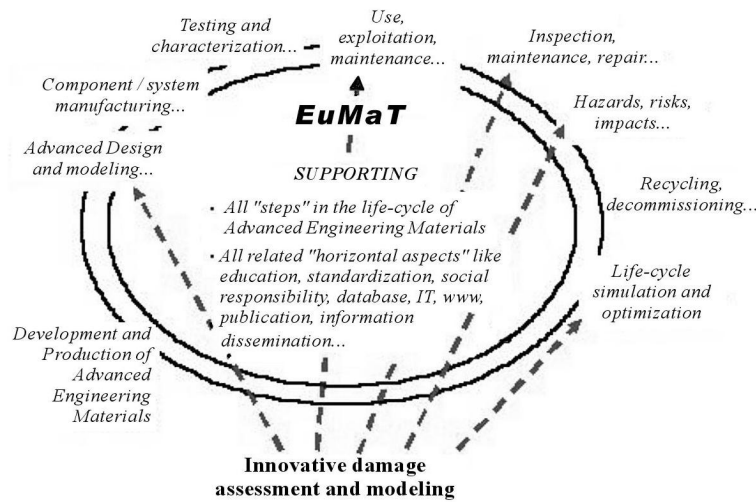 Testing and
characterization...
Use,
exploitation,
maintenance...
Inspection,
maintenance, repair...
Component / system
manufacturing...
Hazards, risks,
impacts...
EuMaT
Advanced Design
and modeling...
SUPPORTING
Recycling,
decommissioning...
• All "steps" in the life-cycle of
Advanced Engineering Materials
• All related "horizontal aspects" like
education, standardization, social
responsibility, database, IT, www,
publication, information
dissemination...
Life-cycle
simulation and
optimization
Development and
Production of
Advanced
Engineering
Materials
Innovative damage
assessment and modeling